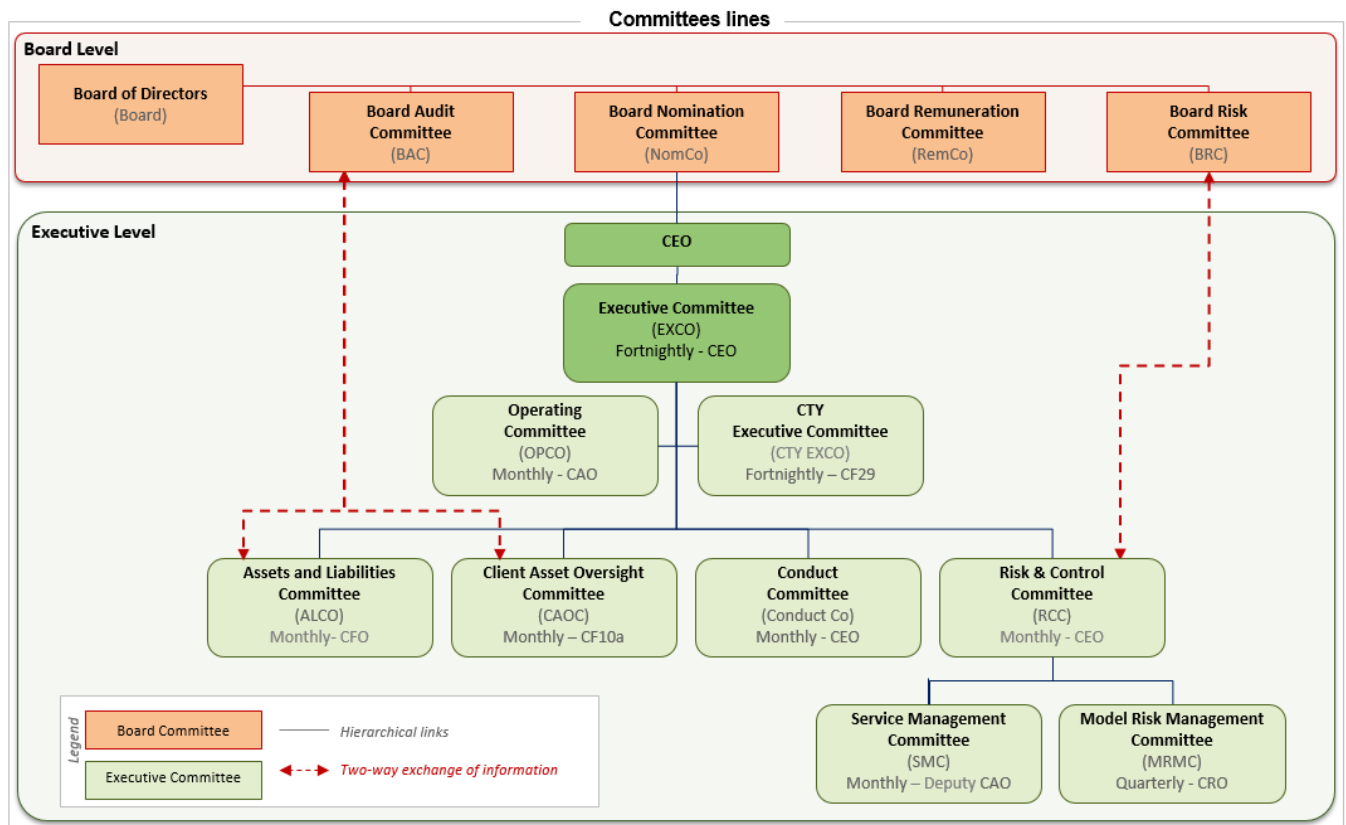 Committees lines
Board Level
Board of Directors
(Board)
Board Audit
Committee
(BAC)
Board Nomination
Committee
(NomCo)
Board Remuneration
Committee
(RemCo)
Board Risk
Committee
(BRC)
Executive Level
CEO
Executive Committee
(EXCO)
Fortnightly - CEO
Operating
Committee
(OPCO)
Monthly - CAO
CTY
Executive Committee
(CTY EXCO)
Fortnightly – CF29
Assets and Liabilities
Committee
(ALCO)
Monthly- CFO
Client Asset Oversight
Committee
(CAOC)
Monthly – CF10a
Conduct
Committee
(Conduct Co)
Monthly - CEO
Risk & Control
Committee
(RCC)
Monthly - CEO
Service Management
Committee
(SMC)
Monthly – Deputy CAO
Model Risk Management
Committee
(MRMC)
Quarterly - CRO
Legend
Board Committee
Hierarchical links
Executive Committee
Two-way exchange of information